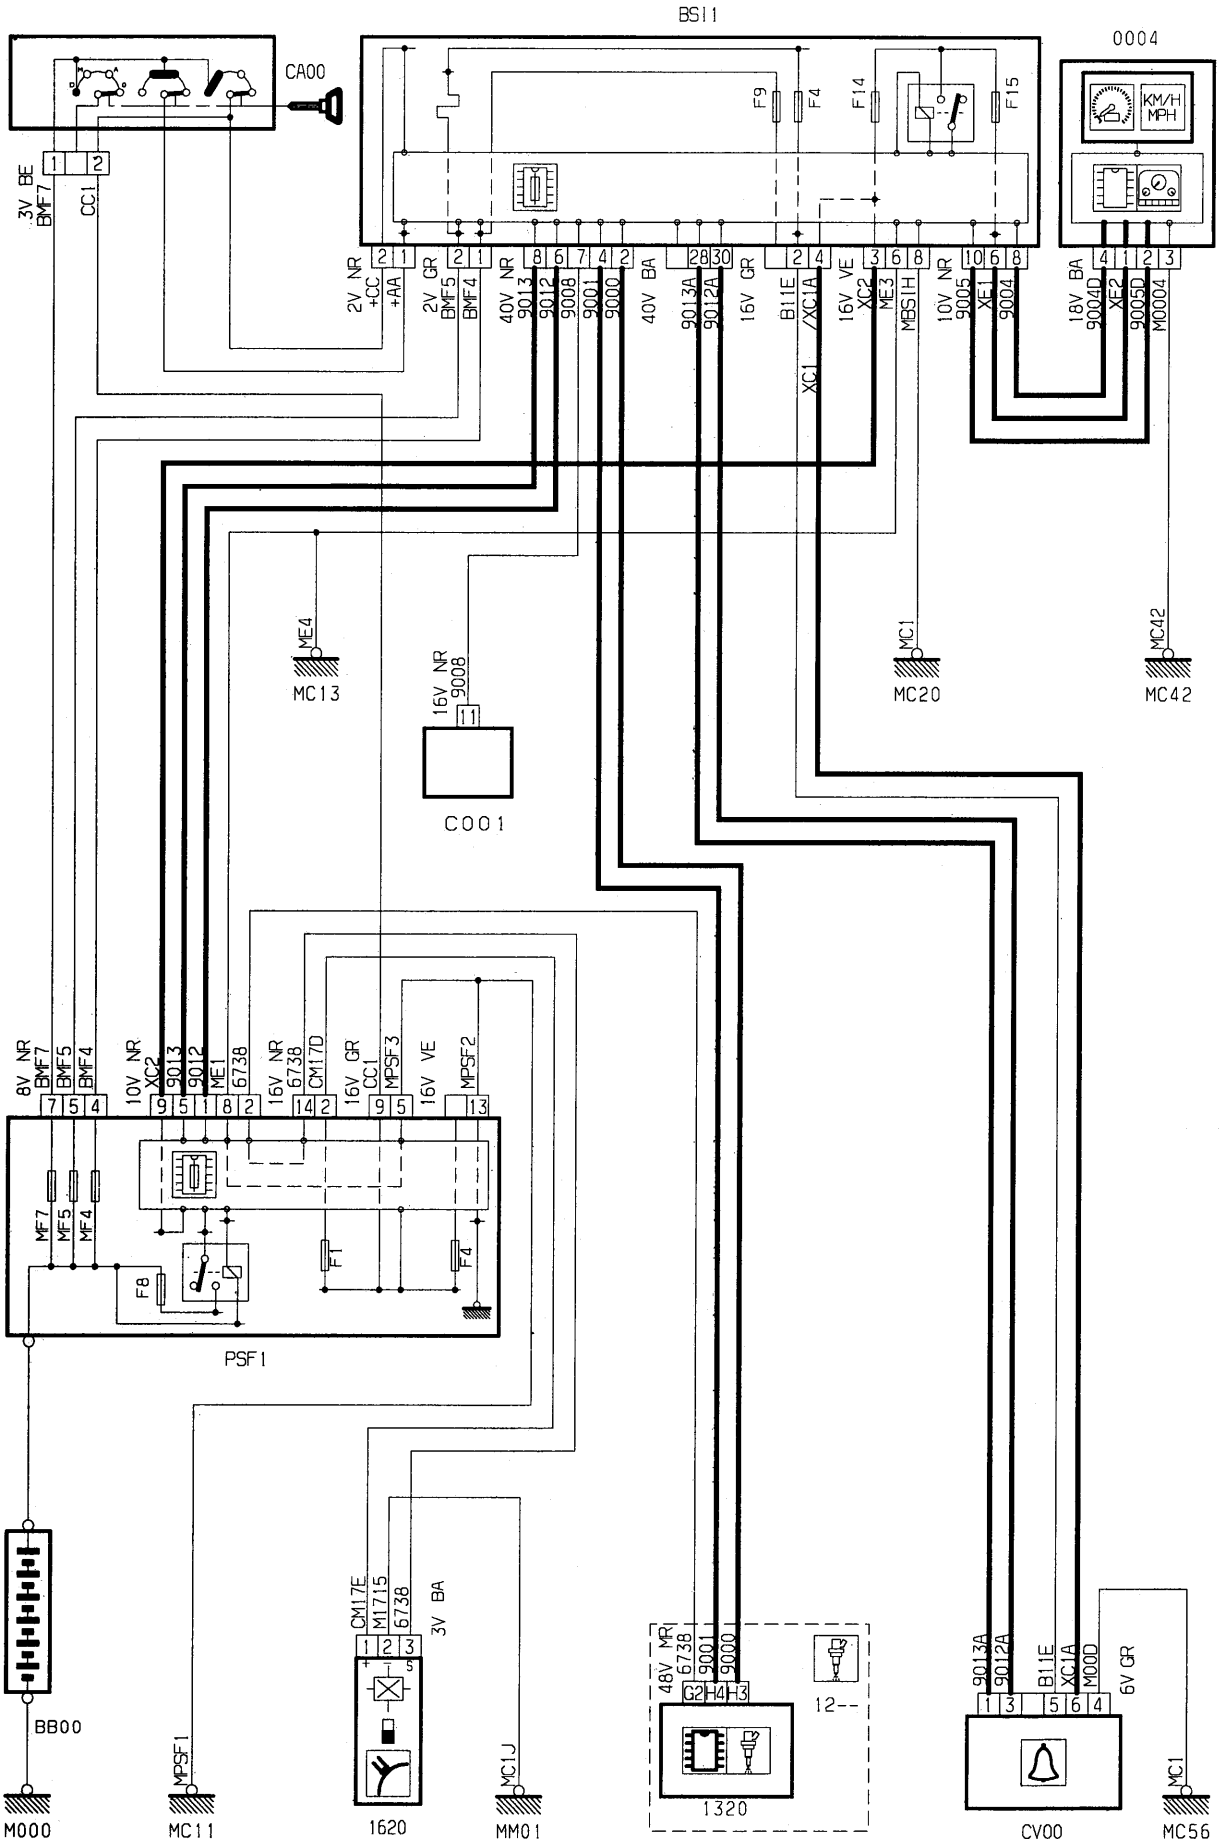 BSI1
0004
CA00
M A
D
F9
F4
F14
F15
KM/H
MPH
1 2
3V BE
BMF7
CC1
2 1 2 1 8 6 7 4 2 28 30 2 4 3 6 8 10 6 8 4 1 2 3
2V NR
+CC
+AA
2V GR
BMF5
BMF4
40V NR
9013
9012
9008
9001
9000
40V BA
9013A
9012A
16V GR
B11E
/XC1A
XC1
16V VE
XC2
ME3
MBSIH
10V NR
9005
XE1
9004
18V BA
9004D
XE2
9005D
M0004
ME4
MC13
16V NR
9008
11
C001
MC1
MC20
MC42
MC42
8V NR
BMF7
BMF5
BMF4
10V NR
XC2
9013
9012
ME1
6738
16V NR
6738
CM17D
16V GR
CC1
MPSF3
16V VE
MPSF2
7 5 4 9 5 1 8 2 14 2 9 5 13
MF7
MF5
MF4
F8
F1
F4
PSF1
BB00
M000
MPSF1
MC11
CM17E
M1715
6738
3V BA
1 2 3
+ - S
1620
MC1J
MM01
48V MR
6738
9001
9000
G2 H4 H3
12--
1320
9013A
9012A
B11E
XC1A
M00D
6V GR
1 3 5 6 4
CV00
MC1
MC56